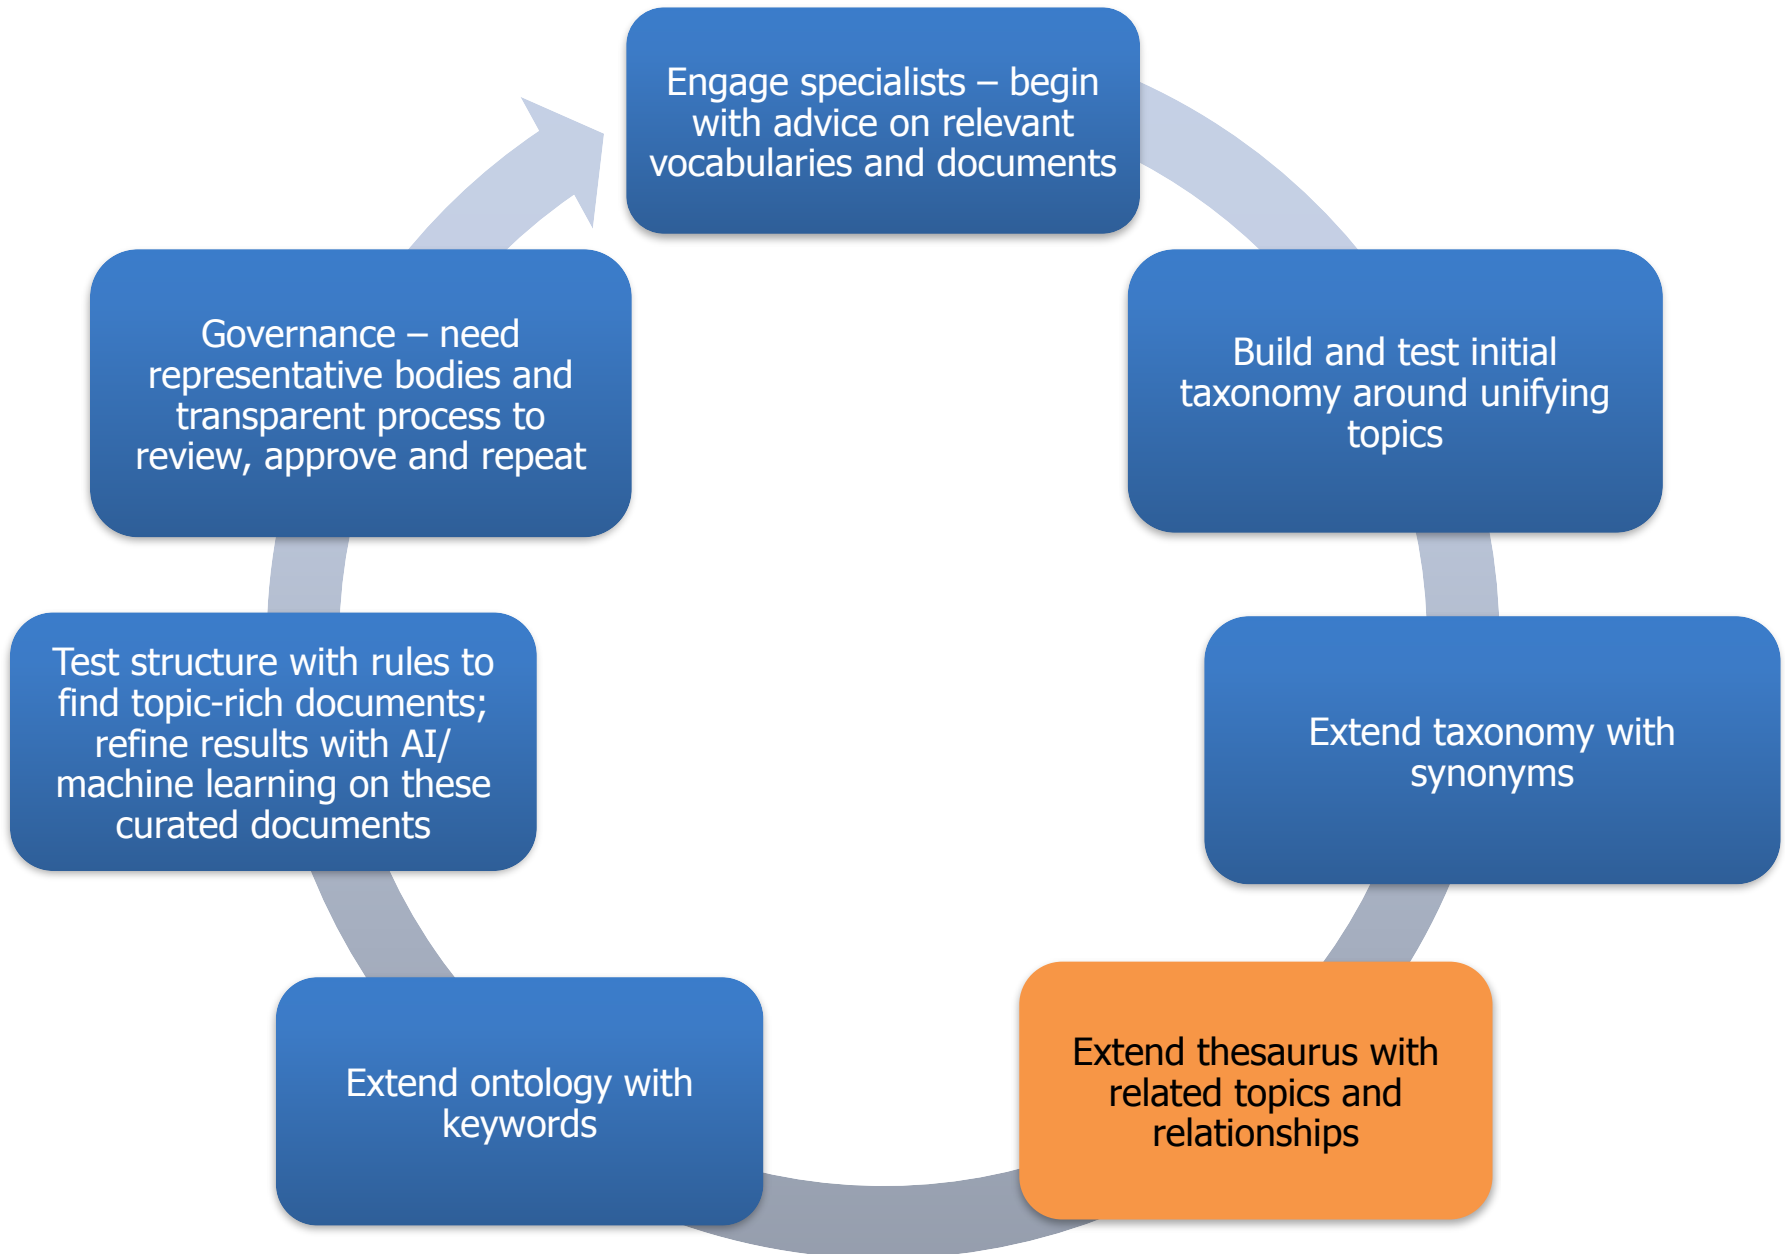 Engage specialists – begin
with advice on relevant
vocabularies and documents
Build and test initial
taxonomy around unifying
topics
Extend taxonomy with
synonyms
Extend thesaurus with
related topics and
relationships
Extend ontology with
keywords
Test structure with rules to
find topic-rich documents;
refine results with AI/
machine learning on these
curated documents
Governance – need
representative bodies and
transparent process to
review, approve and repeat